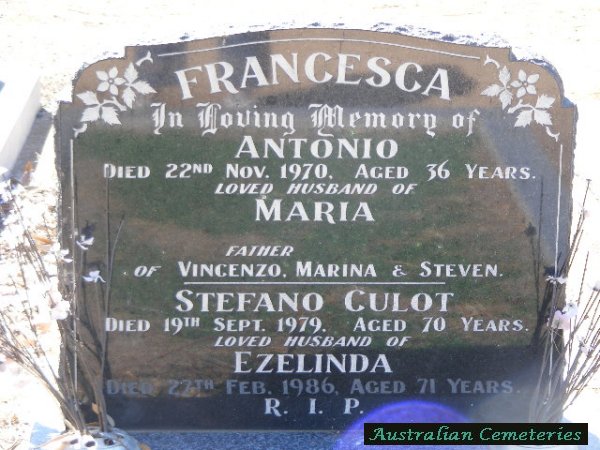 FRANCESCA
In Loving Memory of
ANTONIO
DIED 22ND NOV. 1970, AGED 36 YEARS.
LOVED HUSBAND OF
MARIA
FATHER
OF VINCENZO, MARINA & STEVEN.
STEFANO CULOT
DIED 19TH SEPT. 1979, AGED 70 YEARS.
LOVED HUSBAND OF
EZELINDA
DIED 27TH FEB. 1986, AGED 71 YEARS.
R. I. P.
Australian Cemeteries